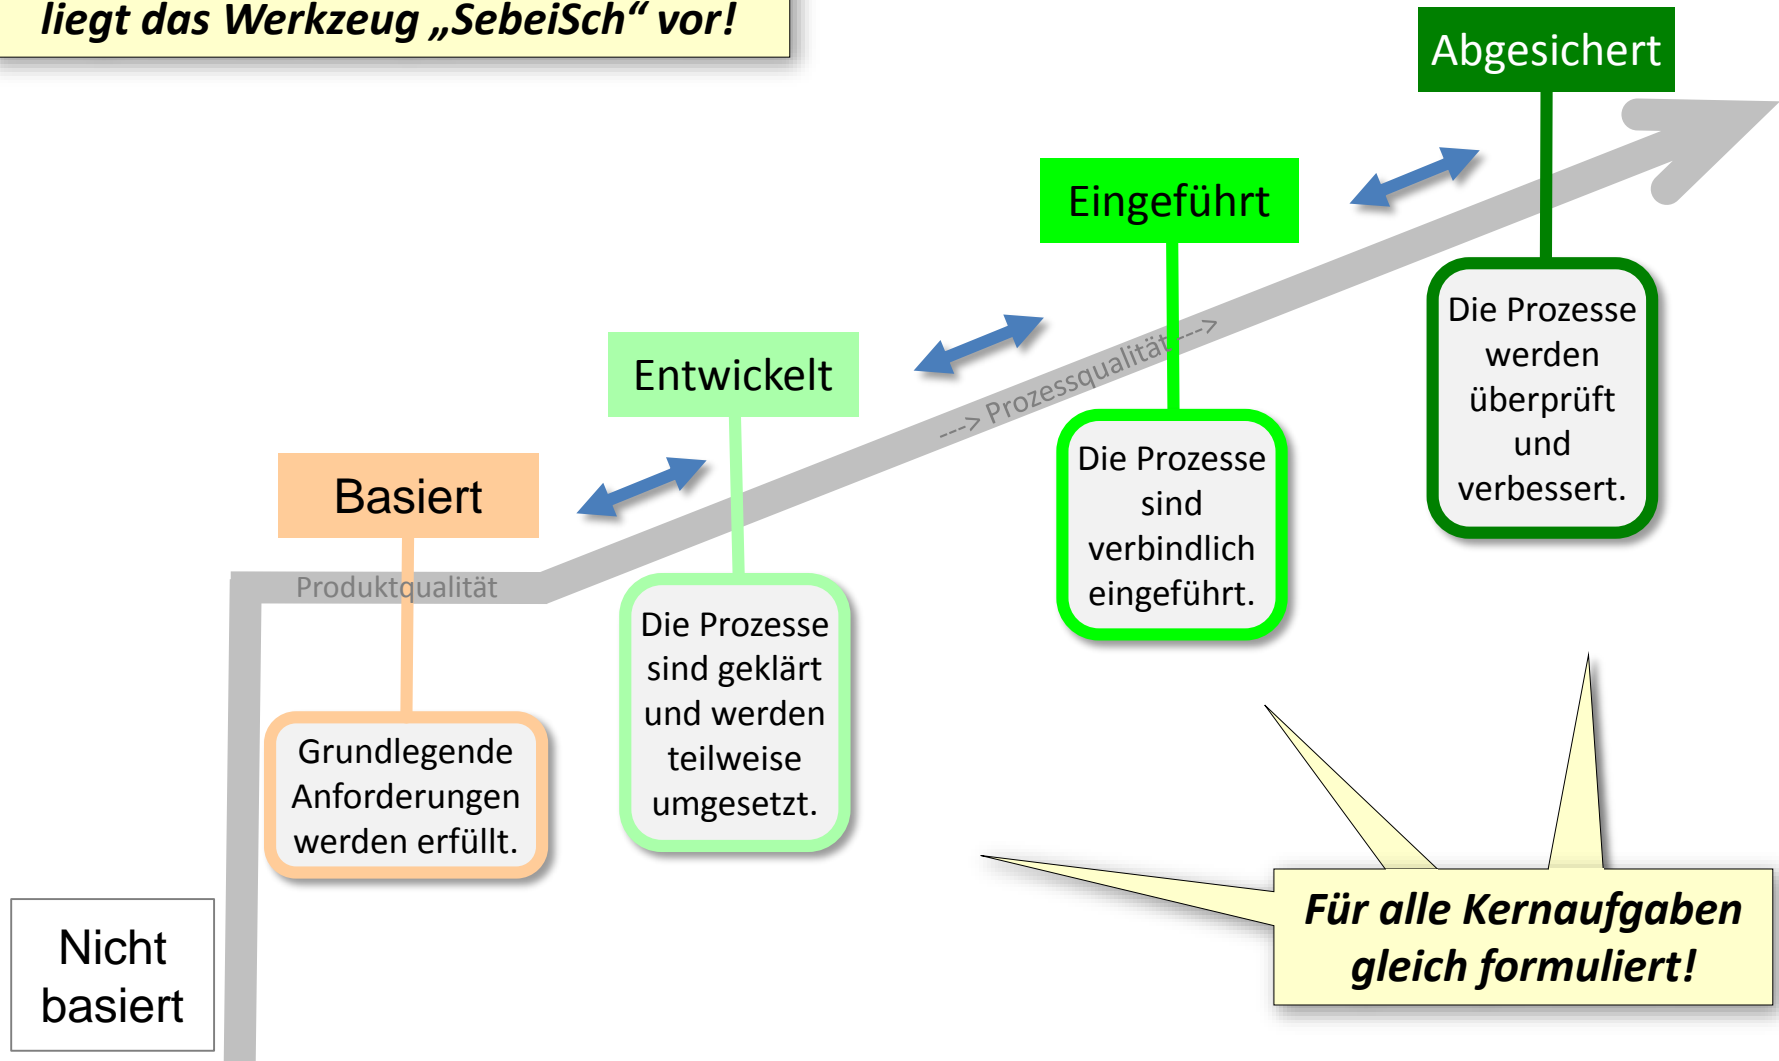 liegt das Werkzeug „SebeiSch“ vor!
Abgesichert
Eingeführt
Entwickelt
Basiert
Nicht
basiert
Produktqualität
---> Prozessqualität --->
Grundlegende
Anforderungen
werden erfüllt.
Die Prozesse
sind geklärt
und werden
teilweise
umgesetzt.
Die Prozesse
sind
verbindlich
eingeführt.
Die Prozesse
werden
überprüft
und
verbessert.
Für alle Kernaufgaben
gleich formuliert!